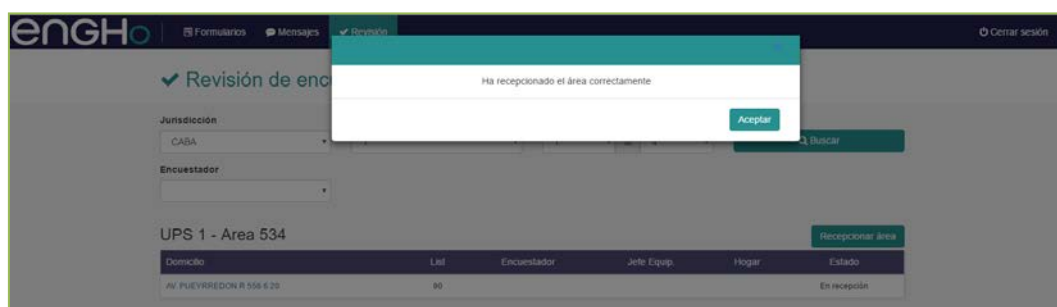 ENGHo
Formularios Mensajes Revisión
Cerrar sesión
Ha recepcionado el área correctamente
Aceptar
Revisión de enc
Jurisdicción
CABA
Buscar
Encuestador
UPS 1 - Area 534
Recepcionar área
Domicilio List Encuestador Jefe Equip. Hogar Estado
AV. PUEYRREDON R 556 6 20 90 En recepción